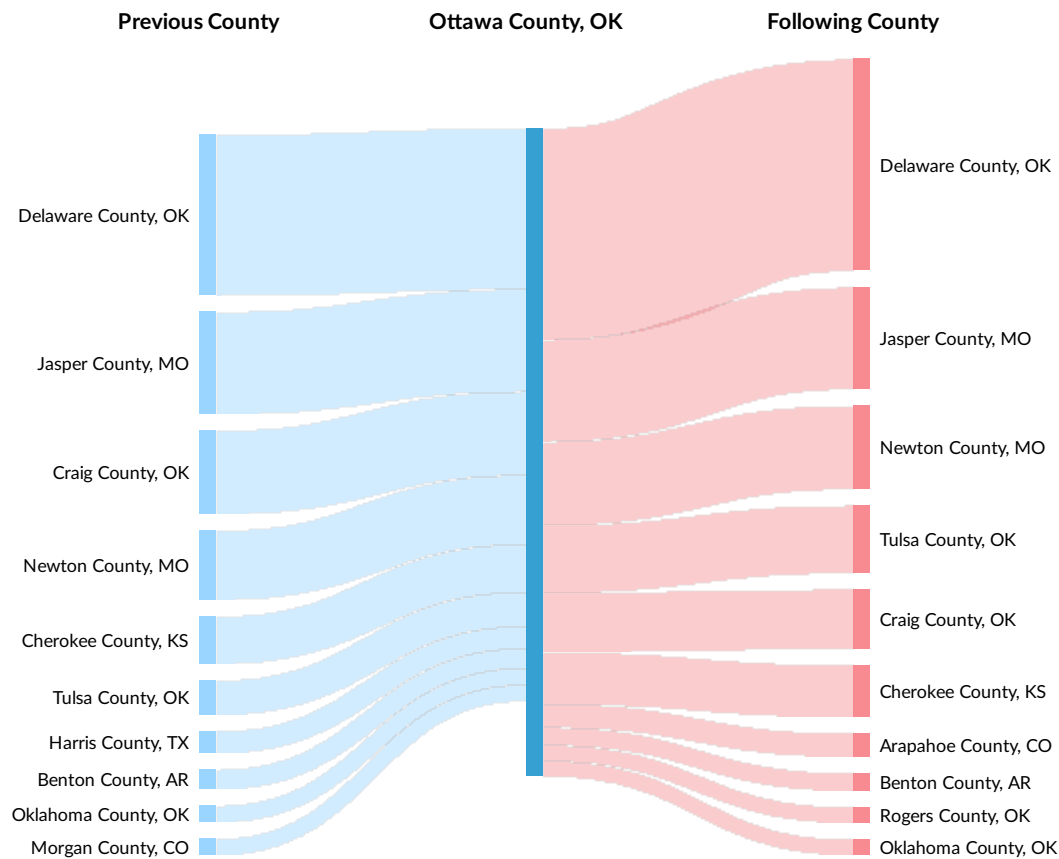 Previous County
Ottawa County, OK
Following County
Delaware County, OK
Jasper County, MO
Craig County, OK
Newton County, MO
Cherokee County, KS
Tulsa County, OK
Harris County, TX
Benton County, AR
Oklahoma County, OK
Morgan County, CO
Delaware County, OK
Jasper County, MO
Newton County, MO
Tulsa County, OK
Craig County, OK
Cherokee County, KS
Arapahoe County, CO
Benton County, AR
Rogers County, OK
Oklahoma County, OK